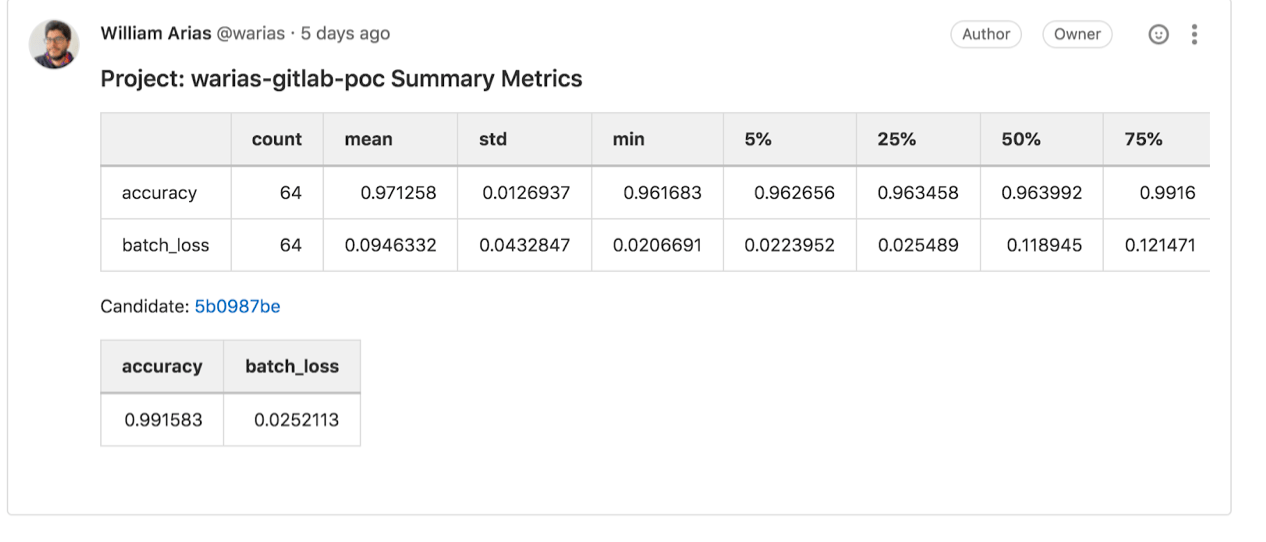 William Arias @warias · 5 days ago Author Owner
Project: warias-gitlab-poc Summary Metrics
count mean std min 5% 25% 50% 75%
accuracy 64 0.971258 0.0126937 0.961683 0.962656 0.963458 0.963992 0.9916
batch_loss 64 0.0946332 0.0432847 0.0206691 0.0223952 0.025489 0.118945 0.121471
Candidate: 5b0987be
accuracy batch_loss
0.991583 0.0252113